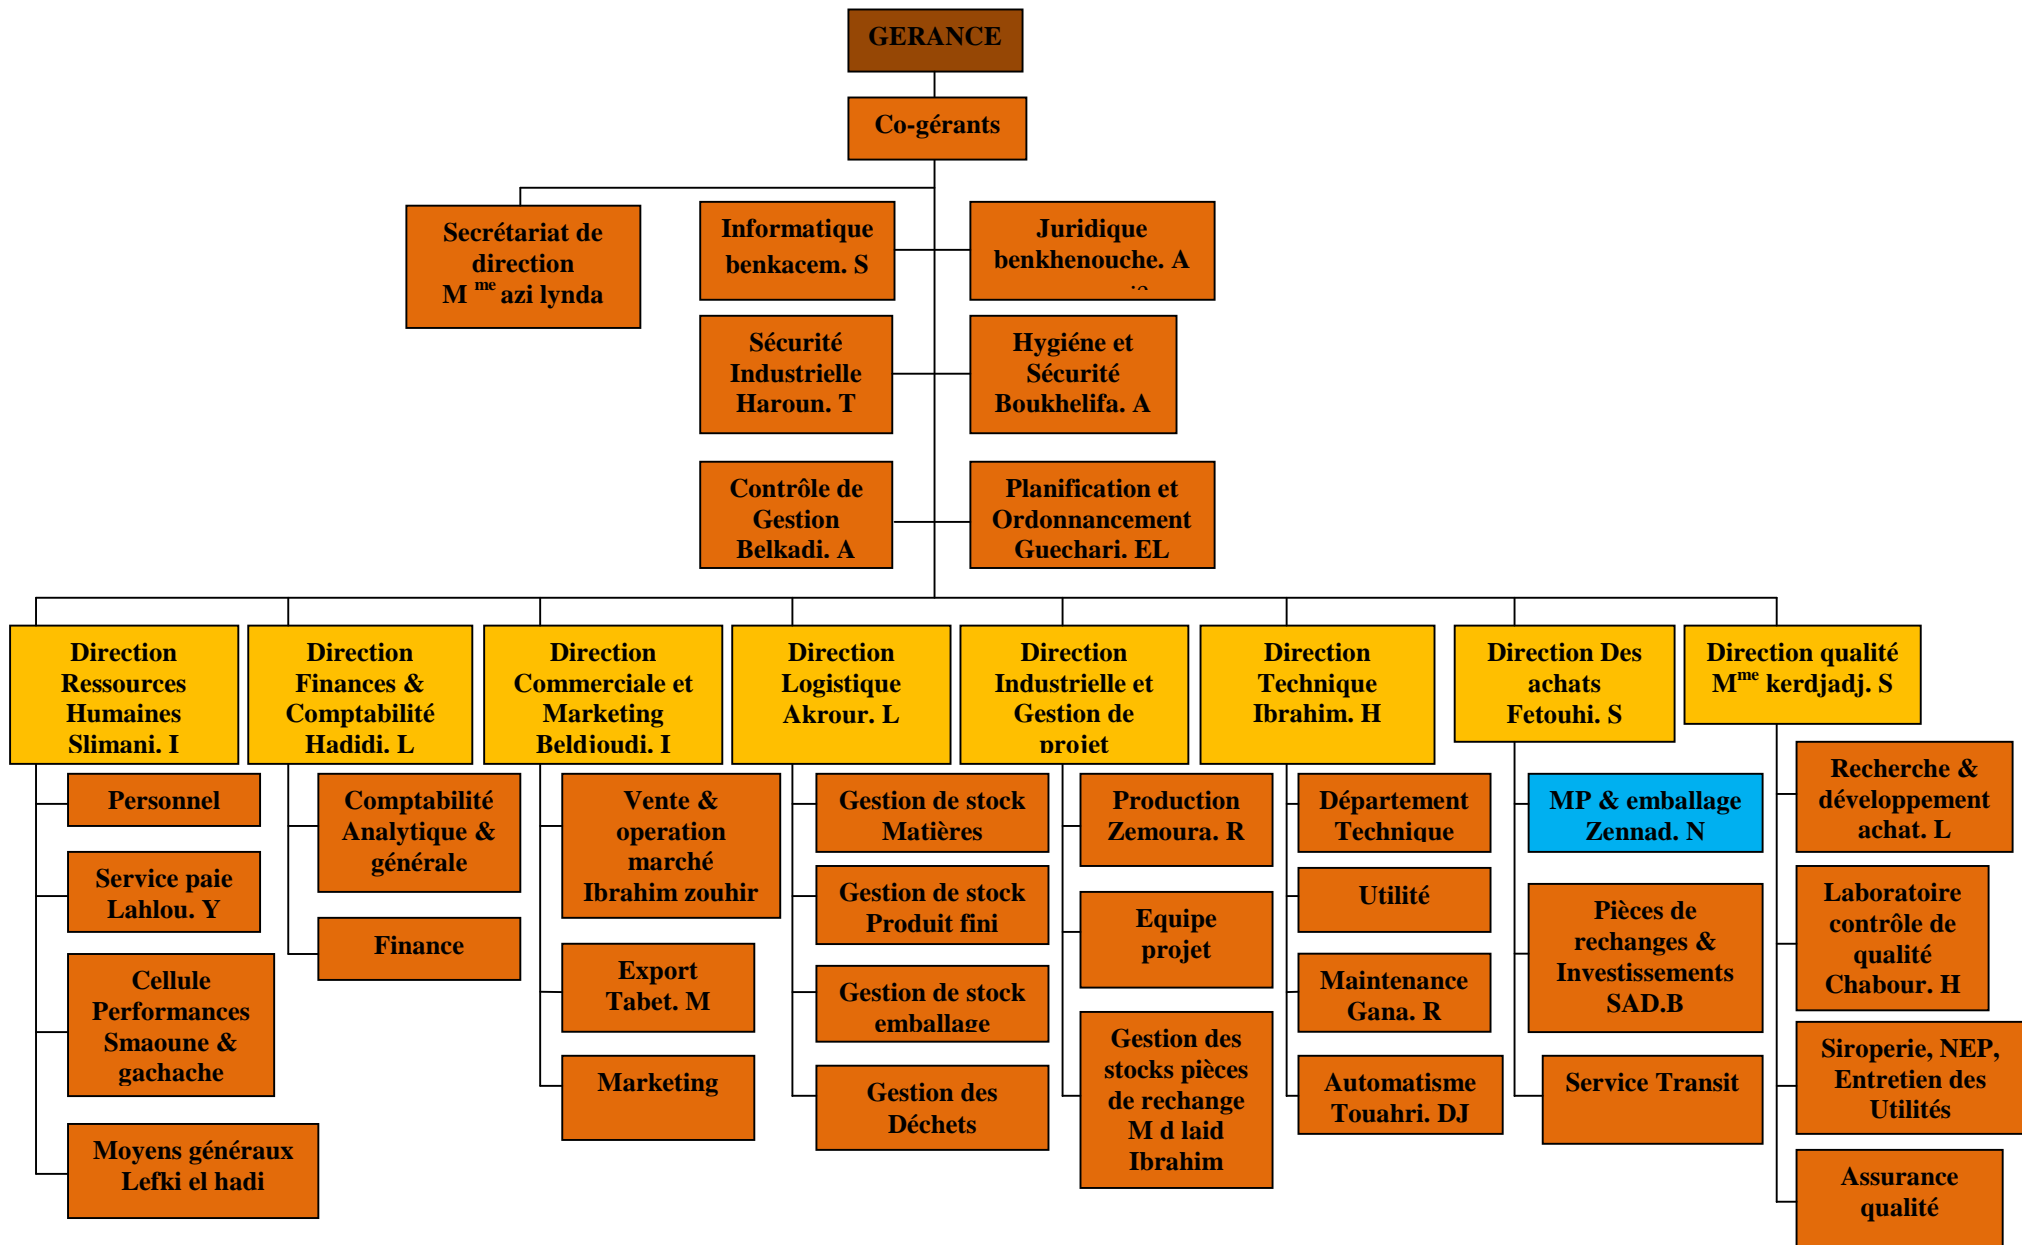 GERANCE
Co-gérants
Secrétariat de
direction
M me azi lynda
Informatique
benkacem. S
Juridique
benkhenouche. A
Sécurité
Industrielle
Haroun. T
Hygiéne et
Sécurité
Boukhelifa. A
Contrôle de
Gestion
Belkadi. A
Planification et
Ordonnancement
Guechari. EL
Direction
Ressources
Humaines
Slimani. I
Direction
Finances &
Comptabilité
Hadidi. L
Direction
Commerciale et
Marketing
Beldjoudi. I
Direction
Logistique
Akrour. L
Direction
Industrielle et
Gestion de
projet
Direction
Technique
Ibrahim. H
Direction Des
achats
Fetouhi. S
Direction qualité
Mme kerdjadj. S
Personnel
Service paie
Lahlou. Y
Cellule
Performances
Smaoune &
gachache
Moyens généraux
Lefki el hadi
Comptabilité
Analytique &
générale
Finance
Vente &
operation
marché
Ibrahim zouhir
Export
Tabet. M
Marketing
Gestion de stock
Matières
Gestion de stock
Produit fini
Gestion de stock
emballage
Gestion des
Déchets
Production
Zemoura. R
Equipe
projet
Gestion des
stocks pièces
de rechange
M d laid
Ibrahim
Département
Technique
Utilité
Maintenance
Gana. R
Automatisme
Touahri. DJ
MP & emballage
Zennad. N
Pièces de
rechanges &
Investissements
SAD.B
Service Transit
Recherche &
développement
achat. L
Laboratoire
contrôle de
qualité
Chabour. H
Siroperie, NEP,
Entretien des
Utilités
Assurance
qualité